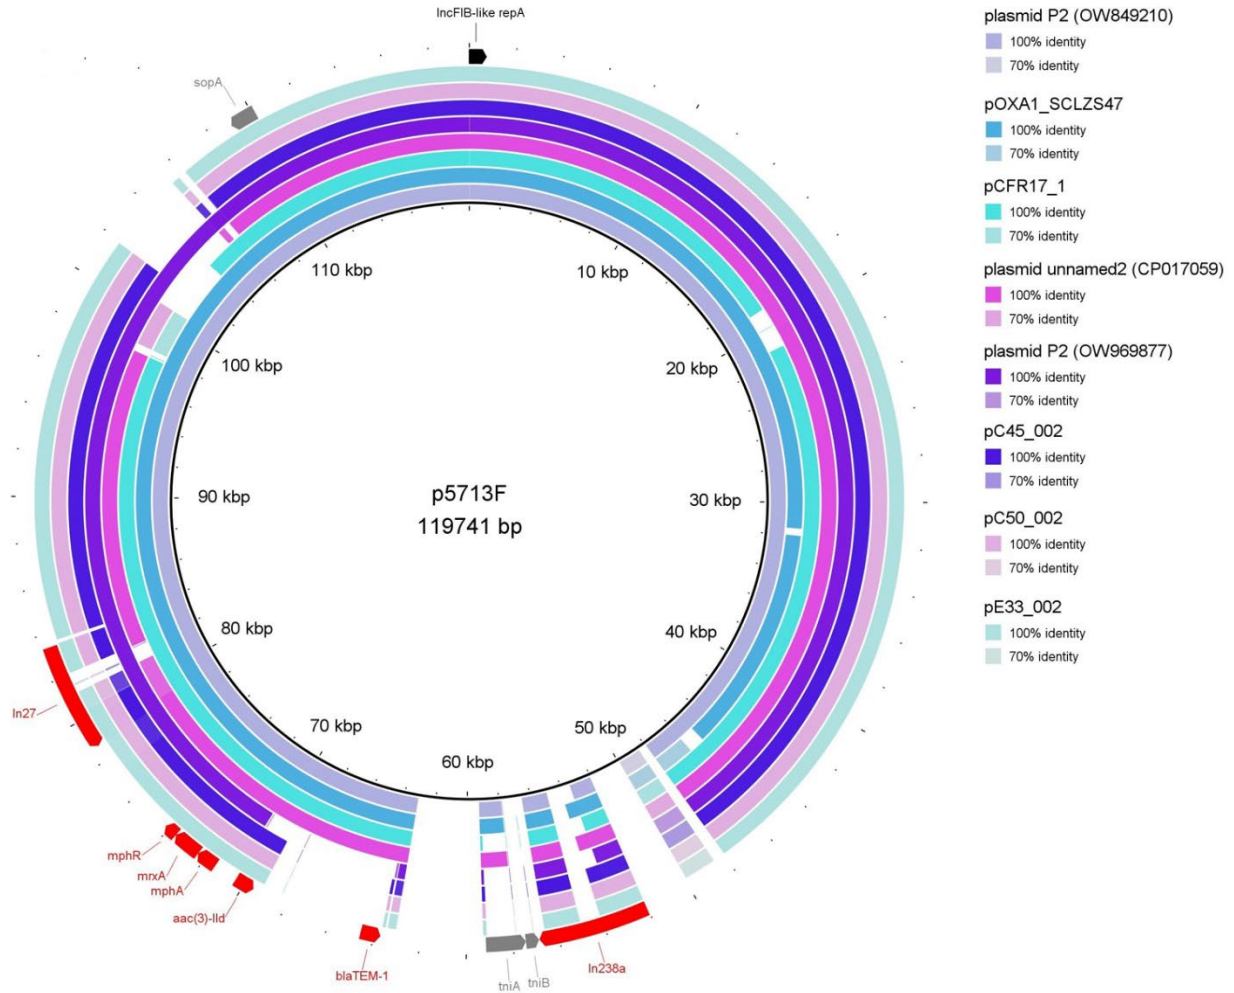 IncFIB-like repA
sopA
110 kbp
10 kbp
100 kbp
20 kbp
90 kbp
p5713F
119741 bp
30 kbp
80 kbp
40 kbp
70 kbp
60 kbp
50 kbp
In27
mphR
mrxA
mphA
aac(3)-IId
blaTEM-1
tniA
tniB
In238a
plasmid P2 (OW849210)
100% identity
70% identity
pOXA1_SCLZS47
100% identity
70% identity
pCFR17_1
100% identity
70% identity
plasmid unnamed2 (CP017059)
100% identity
70% identity
plasmid P2 (OW969877)
100% identity
70% identity
pC45_002
100% identity
70% identity
pC50_002
100% identity
70% identity
pE33_002
100% identity
70% identity